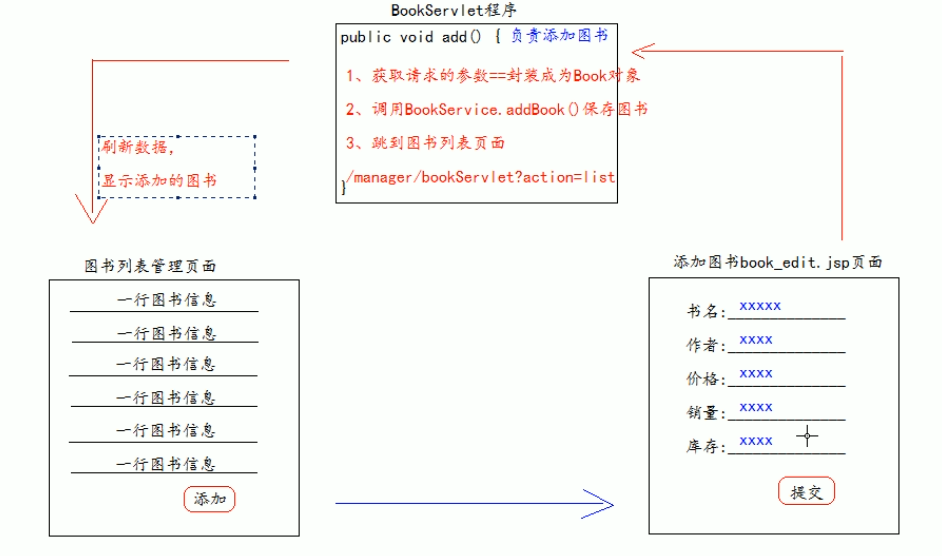 BookServlet程序
public void add() { 负责添加图书
1、获取请求的参数==封装成为Book对象
2、调用BookService.addBook()保存图书
3、跳到图书列表页面
/manager/bookServlet?action=list
}
刷新数据，
显示添加的图书
图书列表管理页面
一行图书信息
一行图书信息
一行图书信息
一行图书信息
一行图书信息
一行图书信息
添加
添加图书book_edit.jsp页面
书名:xxxxx
作者:xxxx
价格:xxxx
销量:xxxx
库存:xxxx
提交